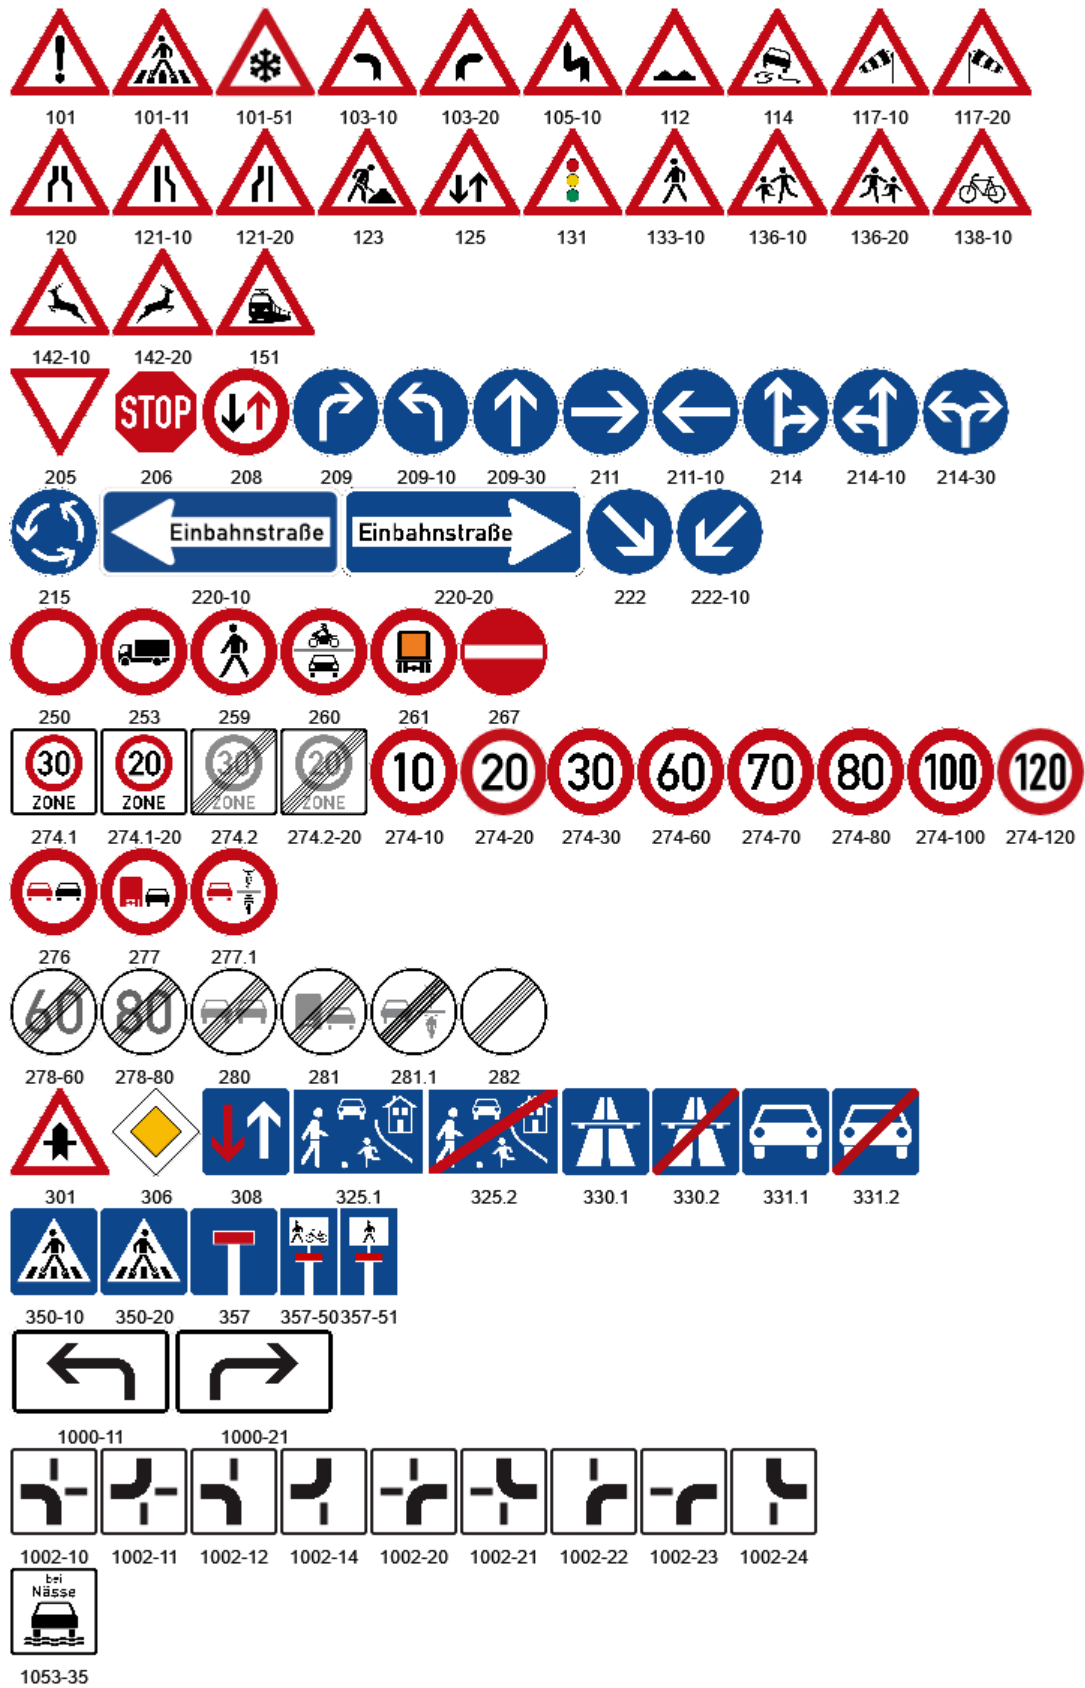 101 101-11 101-51 103-10 103-20 105-10 112 114 117-10 117-20
120 121-10 121-20 123 125 131 133-10 136-10 136-20 138-10
142-10 142-20 151
STOP
205 206 208 209 209-10 209-30 211 211-10 214 214-10 214-30
Einbahnstraße Einbahnstraße
215 220-10 220-20 222 222-10
250 253 259 260 261 267
30 20 30 20 10 20 30 60 70 80 100 120
ZONE ZONE ZONE ZONE
274.1 274.1-20 274.2 274.2-20 274-10 274-20 274-30 274-60 274-70 274-80 274-100 274-120
276 277 277.1
60 80
278-60 278-80 280 281 281.1 282
301 306 308 325.1 325.2 330.1 330.2 331.1 331.2
350-10 350-20 357 357-50 357-51
1000-11 1000-21
1002-10 1002-11 1002-12 1002-14 1002-20 1002-21 1002-22 1002-23 1002-24
bei
Nässe
1053-35